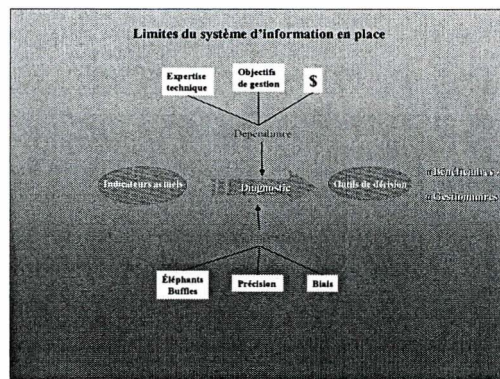 Limites du système d'information en place
Expertise
technique
Objectifs
de gestion
$
Dépendance
Indicateurs actuels
Diagnostic
Outils de décision
Bénéficiaires
Gestionnaires
Éléphants
Buffles
Précision
Biais